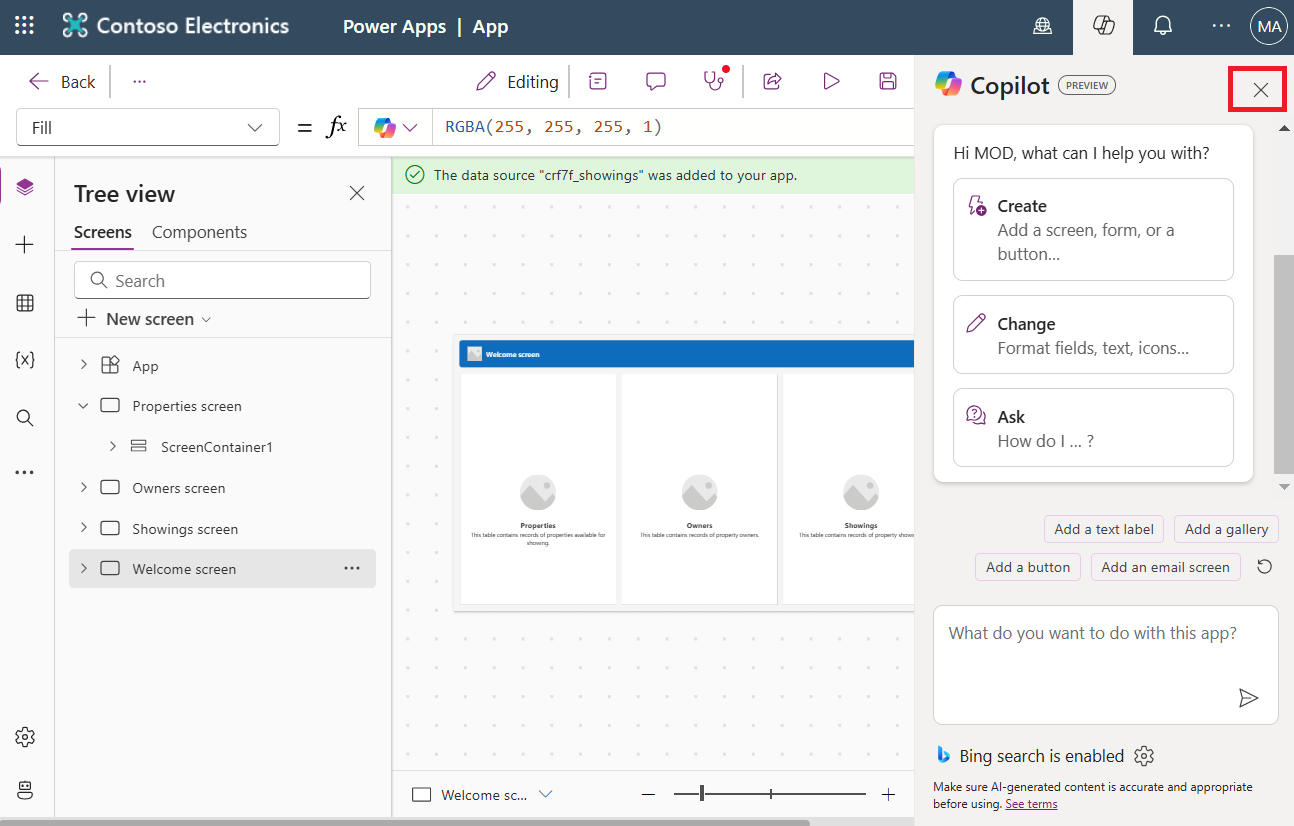 Contoso Electronics
Power Apps | App
MA
Back
Editing
Fill
= fx
RGBA(255, 255, 255, 1)
Tree view
Screens Components
Search
New screen
App
Properties screen
ScreenContainer1
Owners screen
Showings screen
Welcome screen
The data source "crf7f_showings" was added to your app.
Welcome screen
Properties
This table contains records of properties available for
showing.
Owners
This table contains records of property owners.
Showings
This table contains records of property
Welcome sc...
Copilot PREVIEW
Hi MOD, what can I help you with?
Create
Add a screen, form, or a
button...
Change
Format fields, text, icons...
Ask
How do I ... ?
Add a text label
Add a gallery
Add a button
Add an email screen
What do you want to do with this app?
Bing search is enabled
Make sure AI-generated content is accurate and appropriate
before using. See terms